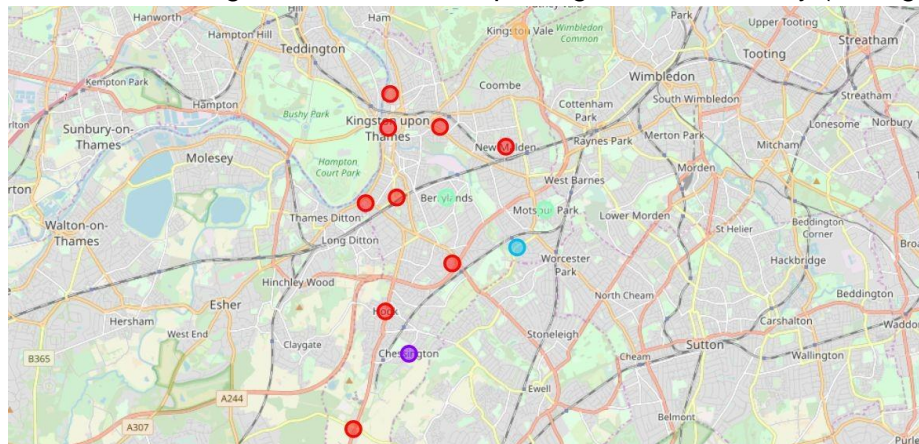 Hanworth
Ham
Kingston Vale
Wimbledon
Common
Park
Upper Tooting
Hampton Hill
Teddington
Streatham
Tooting
Kempton Park
Coombe
Wimbledon
Hampton
Bushy Park
Cottenham
Park
South Wimbledon
Streatham
Kingston upon
Thames
Sunbury-on-
Thames
Lonesome
Norbury
Raynes Park
Merton Park
Mitcham
Molesey
Hampton
Court Park
New Malden
Morden
West Barnes
Berrylands
Motspur Park
Lower Morden
Thames Ditton
Walton-on-
Thames
Beddington
Corner
St Helier
Long Ditton
Hackbridge
Worcester
Park
Hinchley Wood
North Cheam
Beddington
Esher
Hook
Hersham
Carshalton
West End
Claygate
Stoneleigh
Sutton
B365
Chessington
Cheam
Wallington
Ewell
A244
Belmont
A307